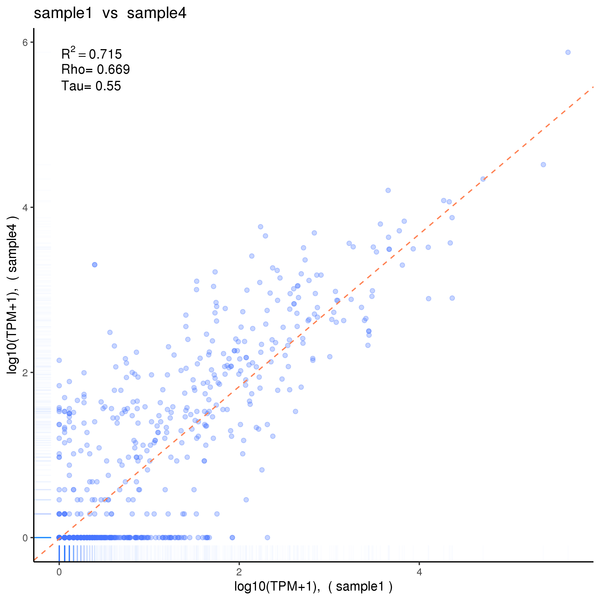 sample1 vs sample4
R² = 0.715
Rho= 0.669
Tau= 0.55
6
4
2
0
log10(TPM+1), ( sample4 )
0 2 4
log10(TPM+1), ( sample1 )